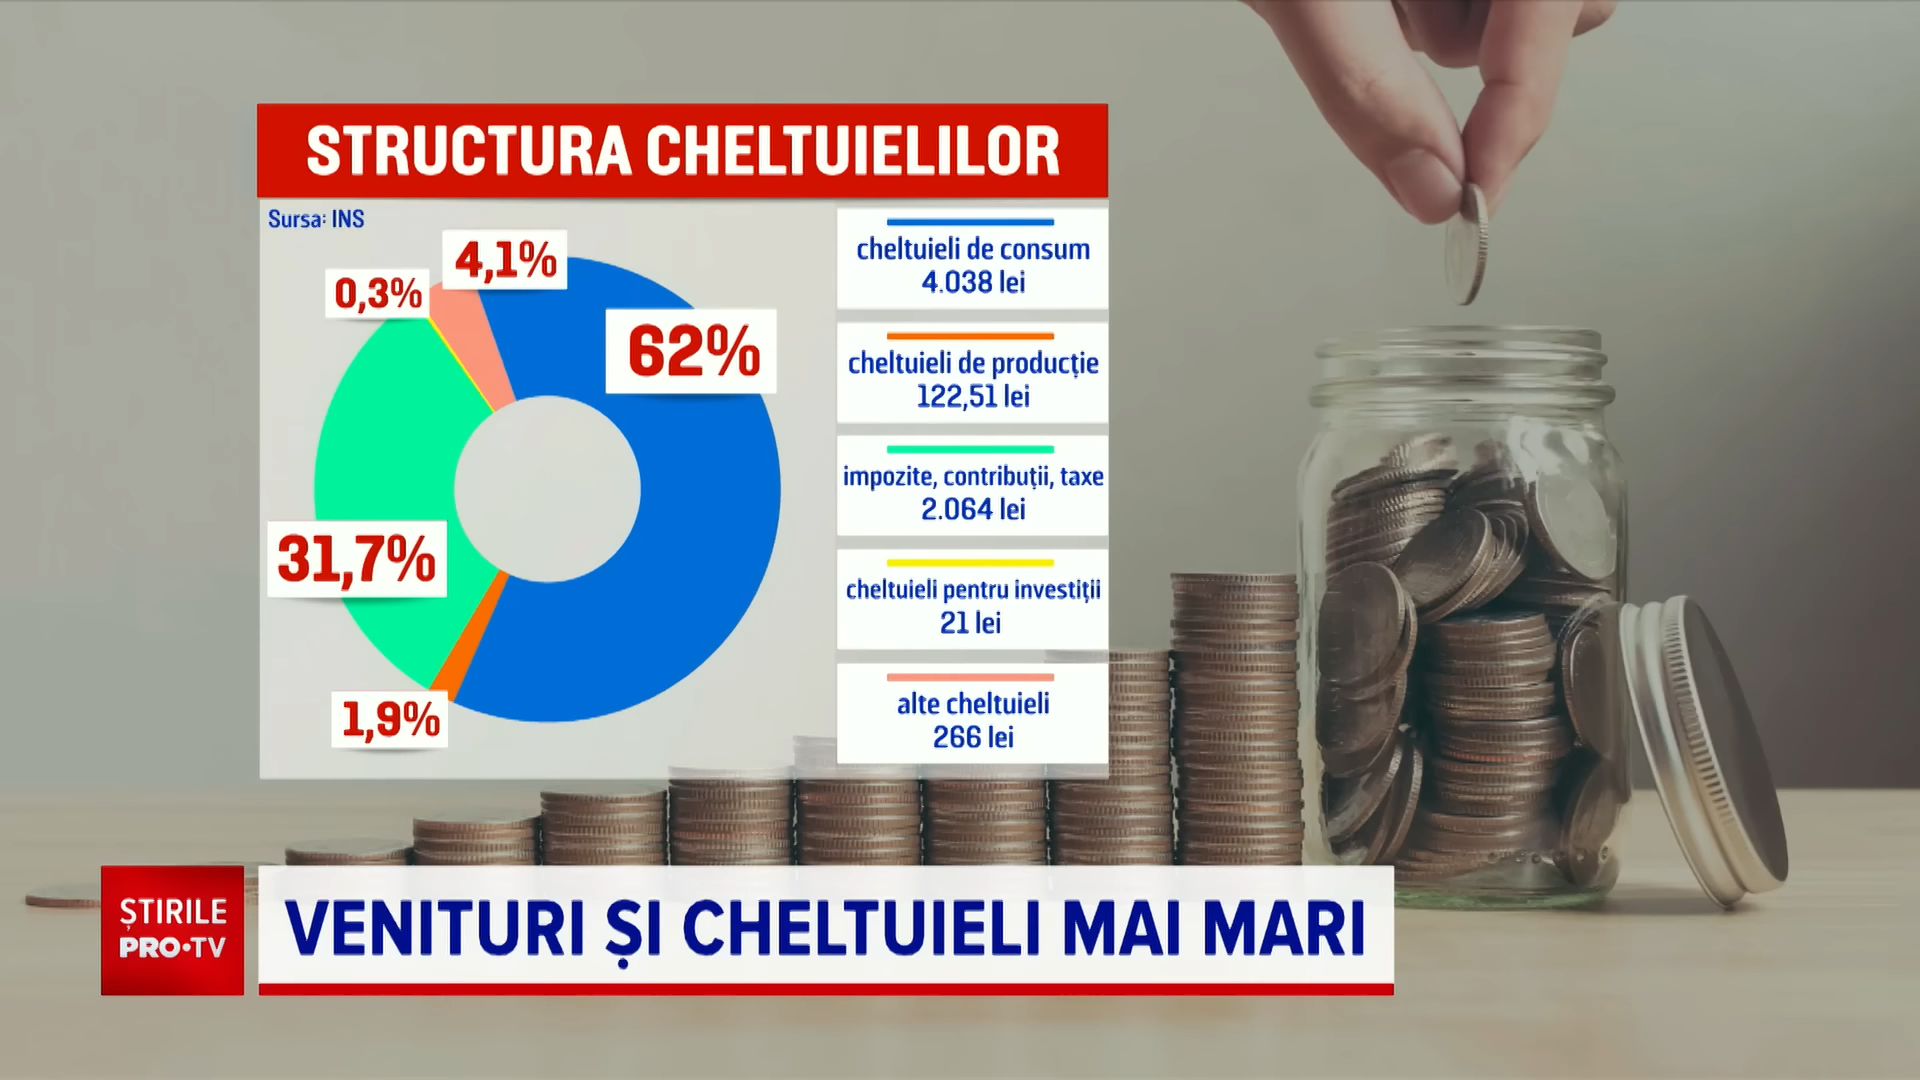 STRUCTURA CHELTUIELILOR
Sursa: INS
4,1%
0,3%
62%
31,7%
1,9%
cheltuieli de consum
4.038 lei
cheltuieli de producție
122,51 lei
impozite, contribuții, taxe
2.064 lei
cheltuieli pentru investiții
21 lei
alte cheltuieli
266 lei
ȘTIRILE
PRO•TV
VENITURI ȘI CHELTUIELI MAI MARI